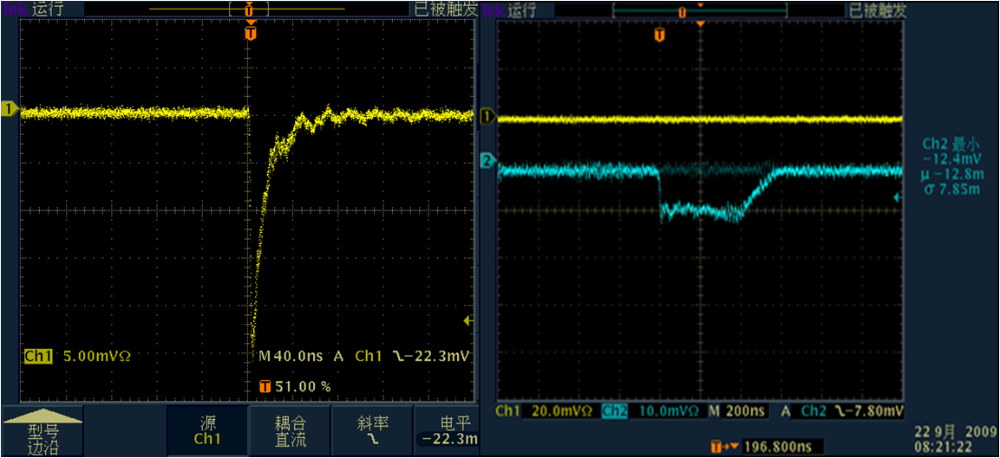 Tek 运行
已被触发
T
T
1
Ch1 5.00mVΩ
M 40.0ns A Ch1 -22.3mV
T 51.00 %
型号
边沿
源
Ch1
耦合
直流
斜率
电平
-22.3m
Tek 运行
已被触发
T
1
2
Ch2 最小
-12.4mV
μ -12.8m
σ 7.85m
Ch1 20.0mVΩ Ch2 10.0mVΩ M 200ns A Ch2 -7.80mV
T 196.800ns
22 9月 2009
08:21:22